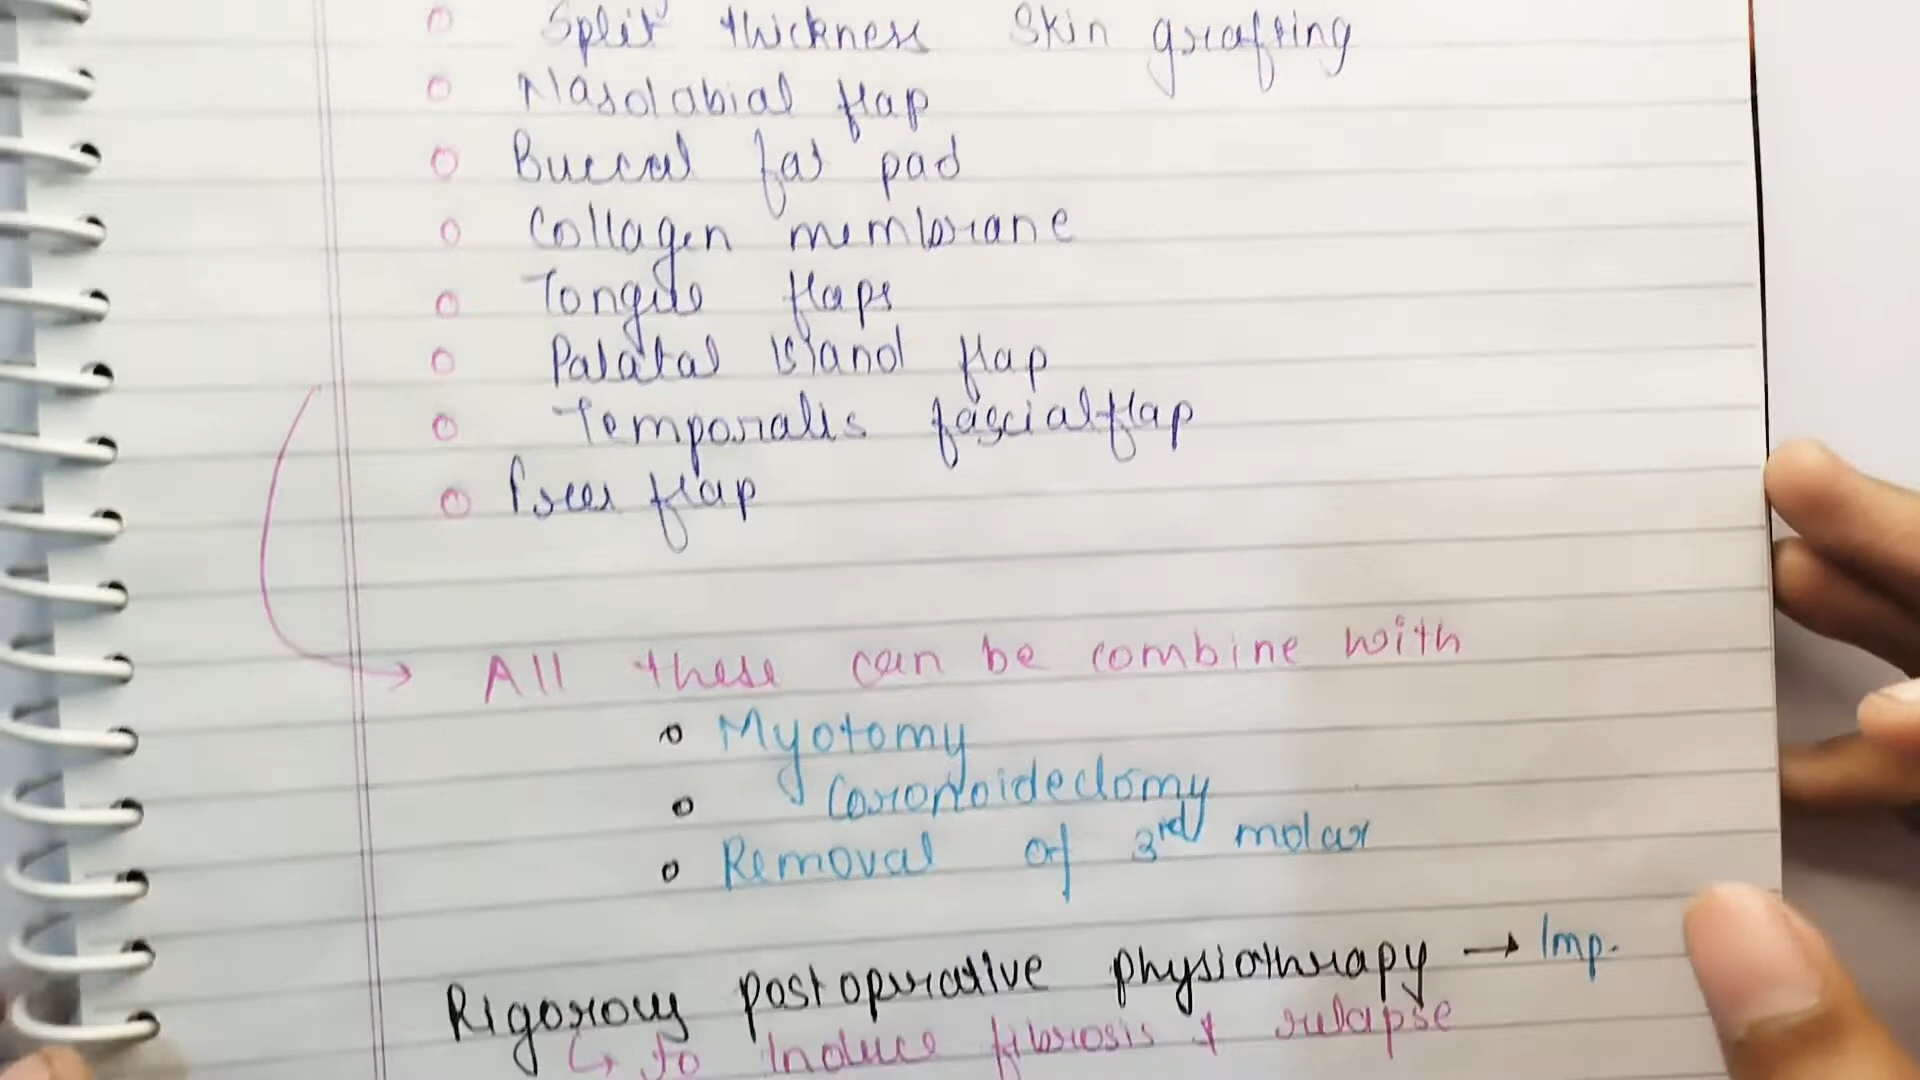 Split thickness skin grafting
Nasolabial flap
Buccal fat pad
Collagen membrane
Tongue flaps
Palatal island flap
Temporalis fascial flap
Free flap
All these can be combine with
Myotomy
Coronoidectomy
Removal of 3rd molar
Rigorous postoperative physiotherapy → Imp.
↳ to induce fibrosis & relapse